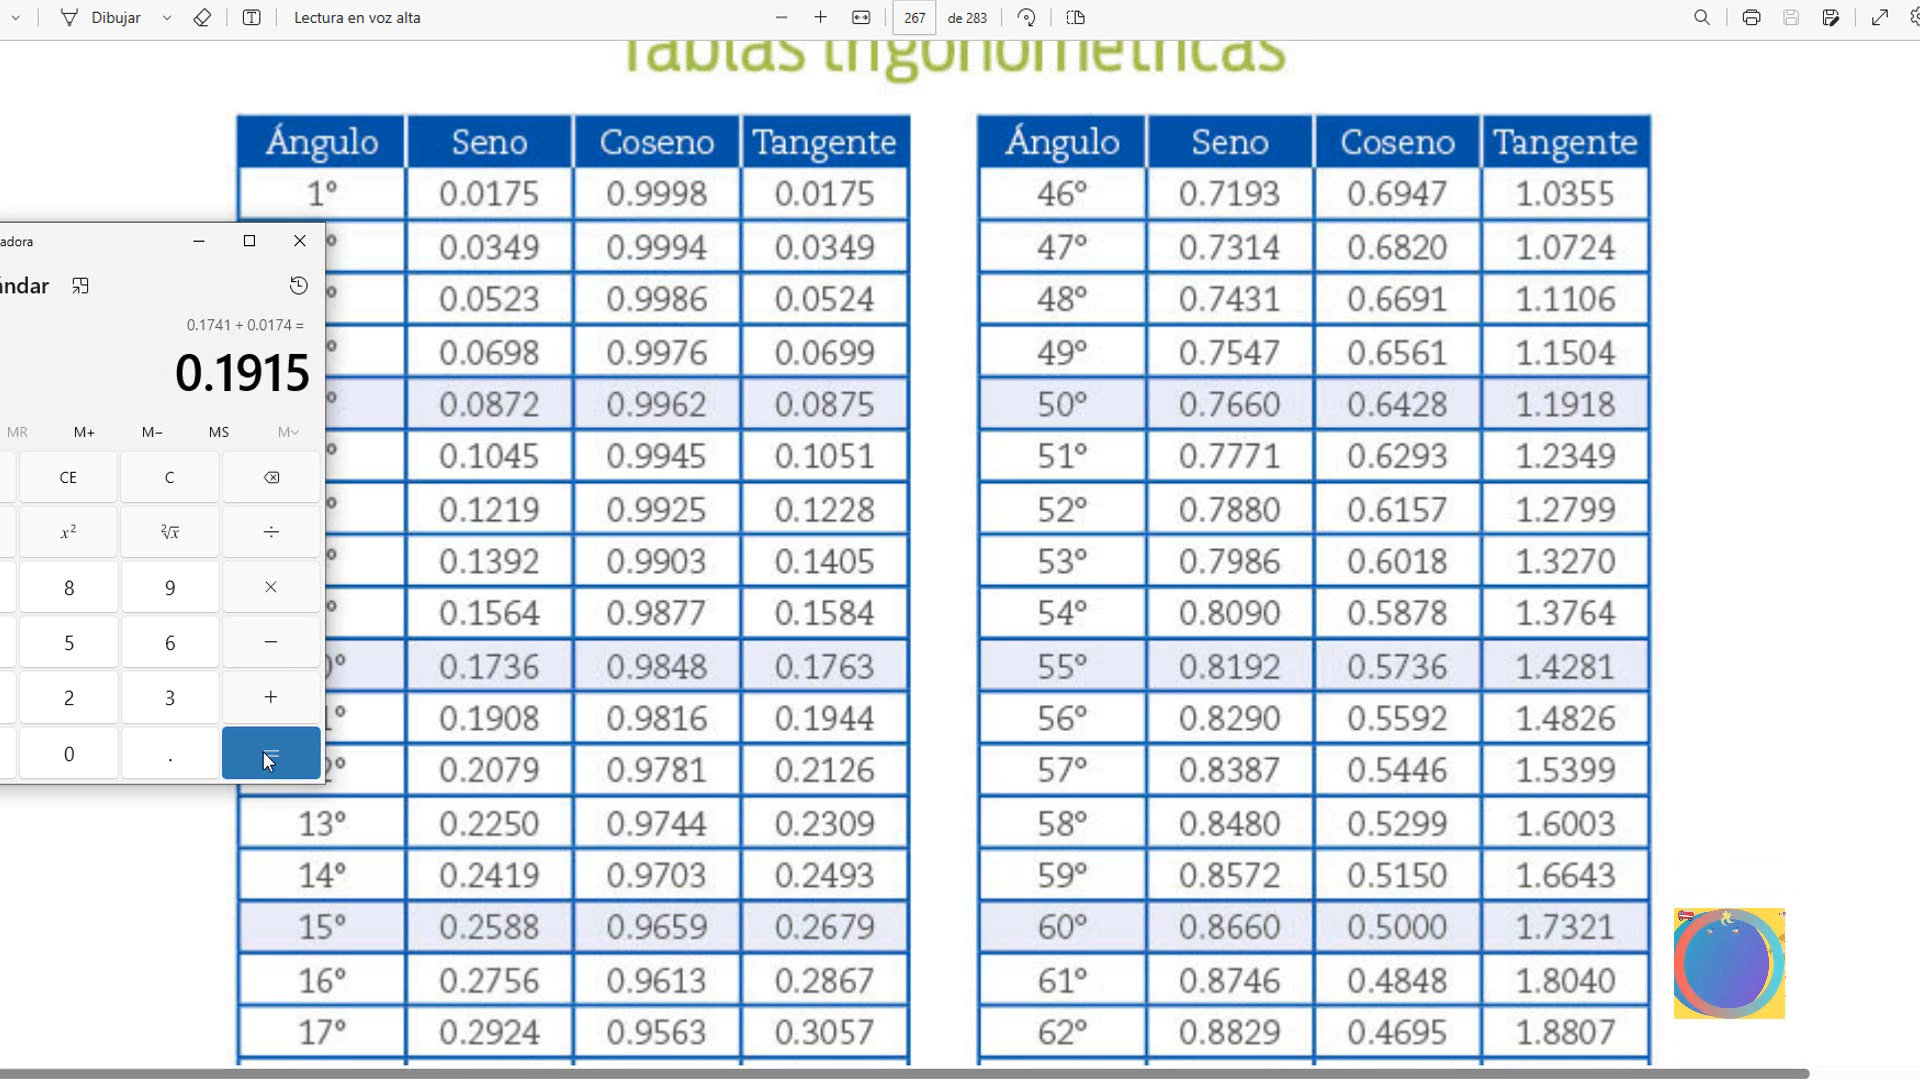 Dibujar
Lectura en voz alta
267 de 283
Tablas trigonométricas
Ángulo Seno Coseno Tangente
1° 0.0175 0.9998 0.0175
° 0.0349 0.9994 0.0349
° 0.0523 0.9986 0.0524
° 0.0698 0.9976 0.0699
° 0.0872 0.9962 0.0875
° 0.1045 0.9945 0.1051
° 0.1219 0.9925 0.1228
° 0.1392 0.9903 0.1405
° 0.1564 0.9877 0.1584
0° 0.1736 0.9848 0.1763
1° 0.1908 0.9816 0.1944
2° 0.2079 0.9781 0.2126
13° 0.2250 0.9744 0.2309
14° 0.2419 0.9703 0.2493
15° 0.2588 0.9659 0.2679
16° 0.2756 0.9613 0.2867
17° 0.2924 0.9563 0.3057
Ángulo Seno Coseno Tangente
46° 0.7193 0.6947 1.0355
47° 0.7314 0.6820 1.0724
48° 0.7431 0.6691 1.1106
49° 0.7547 0.6561 1.1504
50° 0.7660 0.6428 1.1918
51° 0.7771 0.6293 1.2349
52° 0.7880 0.6157 1.2799
53° 0.7986 0.6018 1.3270
54° 0.8090 0.5878 1.3764
55° 0.8192 0.5736 1.4281
56° 0.8290 0.5592 1.4826
57° 0.8387 0.5446 1.5399
58° 0.8480 0.5299 1.6003
59° 0.8572 0.5150 1.6643
60° 0.8660 0.5000 1.7321
61° 0.8746 0.4848 1.8040
62° 0.8829 0.4695 1.8807
adora
ándar
0.1741 + 0.0174 =
0.1915
MR M+ M− MS M˅
CE C
x² ²√x ÷
8 9 ×
5 6 −
2 3 +
0 . =